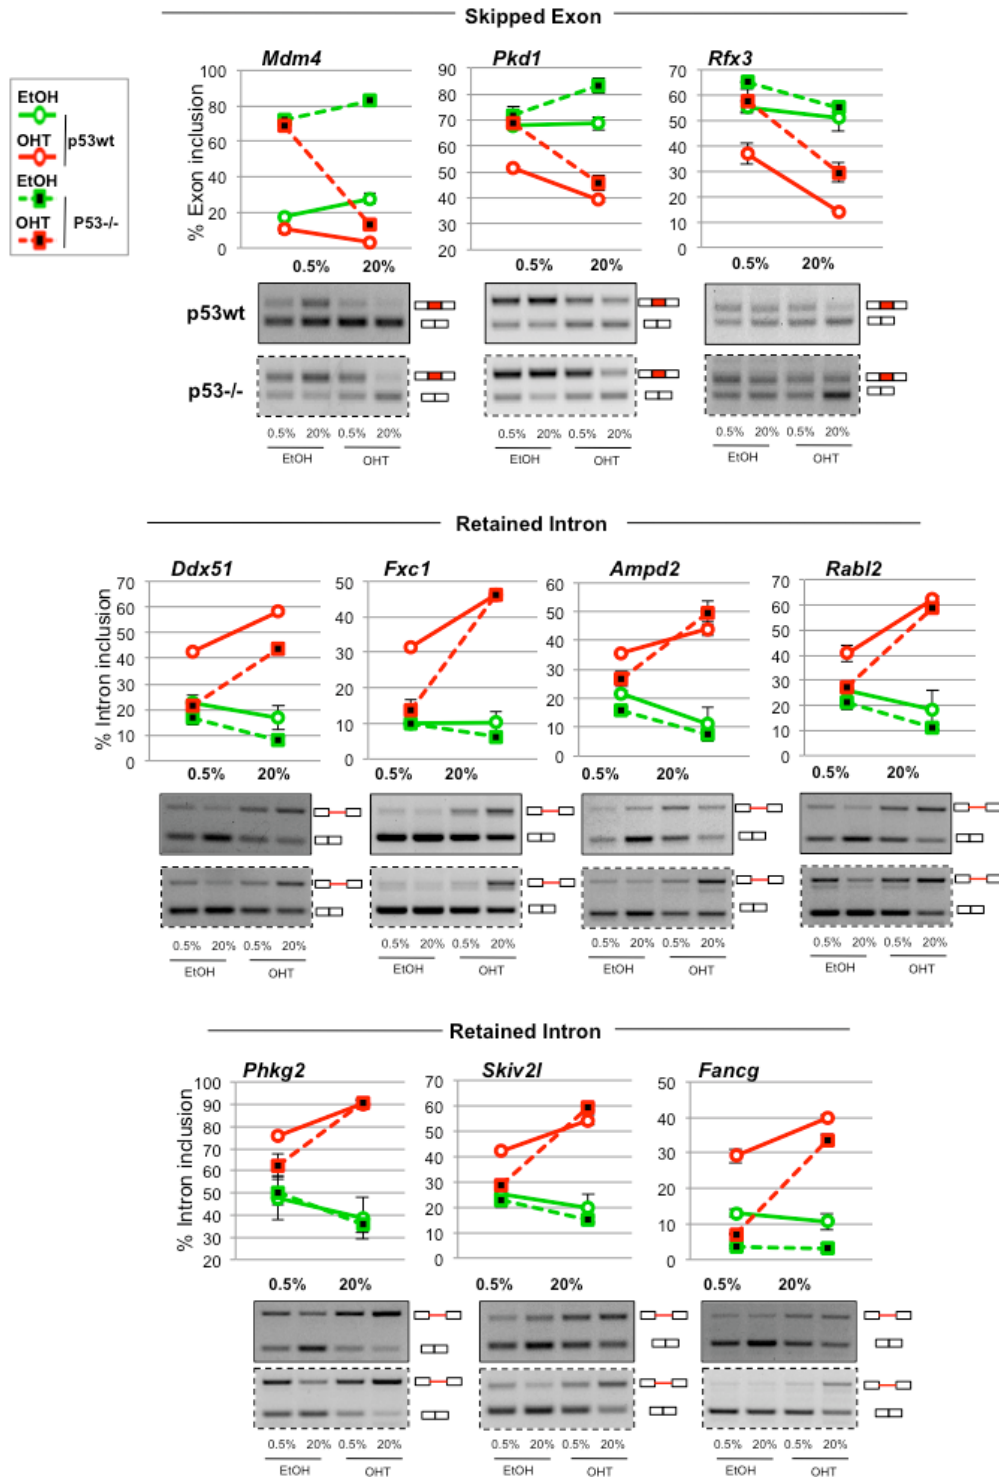 Skipped Exon
Mdm4 Pkd1 Rfx3
EtOH
OHT p53wt
EtOH
OHT P53-/-
% Exon inclusion
100 80 60 40 20 0
90 80 70 60 50 40 30 20
70 60 50 40 30 20 10 0
0.5% 20% 0.5% 20% 0.5% 20%
p53wt
p53-/-
0.5% 20% 0.5% 20% 0.5% 20% 0.5% 20% 0.5% 20% 0.5% 20%
EtOH OHT EtOH OHT EtOH OHT
Retained Intron
Ddx51 Fxc1 Ampd2 Rabl2
% Intron inclusion
70 60 50 40 30 20 10 0
50 40 30 20 10 0
60 50 40 30 20 10 0
70 60 50 40 30 20 10 0
0.5% 20% 0.5% 20% 0.5% 20% 0.5% 20%
0.5% 20% 0.5% 20% 0.5% 20% 0.5% 20% 0.5% 20% 0.5% 20% 0.5% 20% 0.5% 20%
EtOH OHT EtOH OHT EtOH OHT EtOH OHT
Retained Intron
Phkg2 Skiv2l Fancg
% Intron inclusion
100 90 80 70 60 50 40 30 20
70 60 50 40 30 20 10 0
50 40 30 20 10 0
0.5% 20% 0.5% 20% 0.5% 20%
0.5% 20% 0.5% 20% 0.5% 20% 0.5% 20% 0.5% 20% 0.5% 20%
EtOH OHT EtOH OHT EtOH OHT